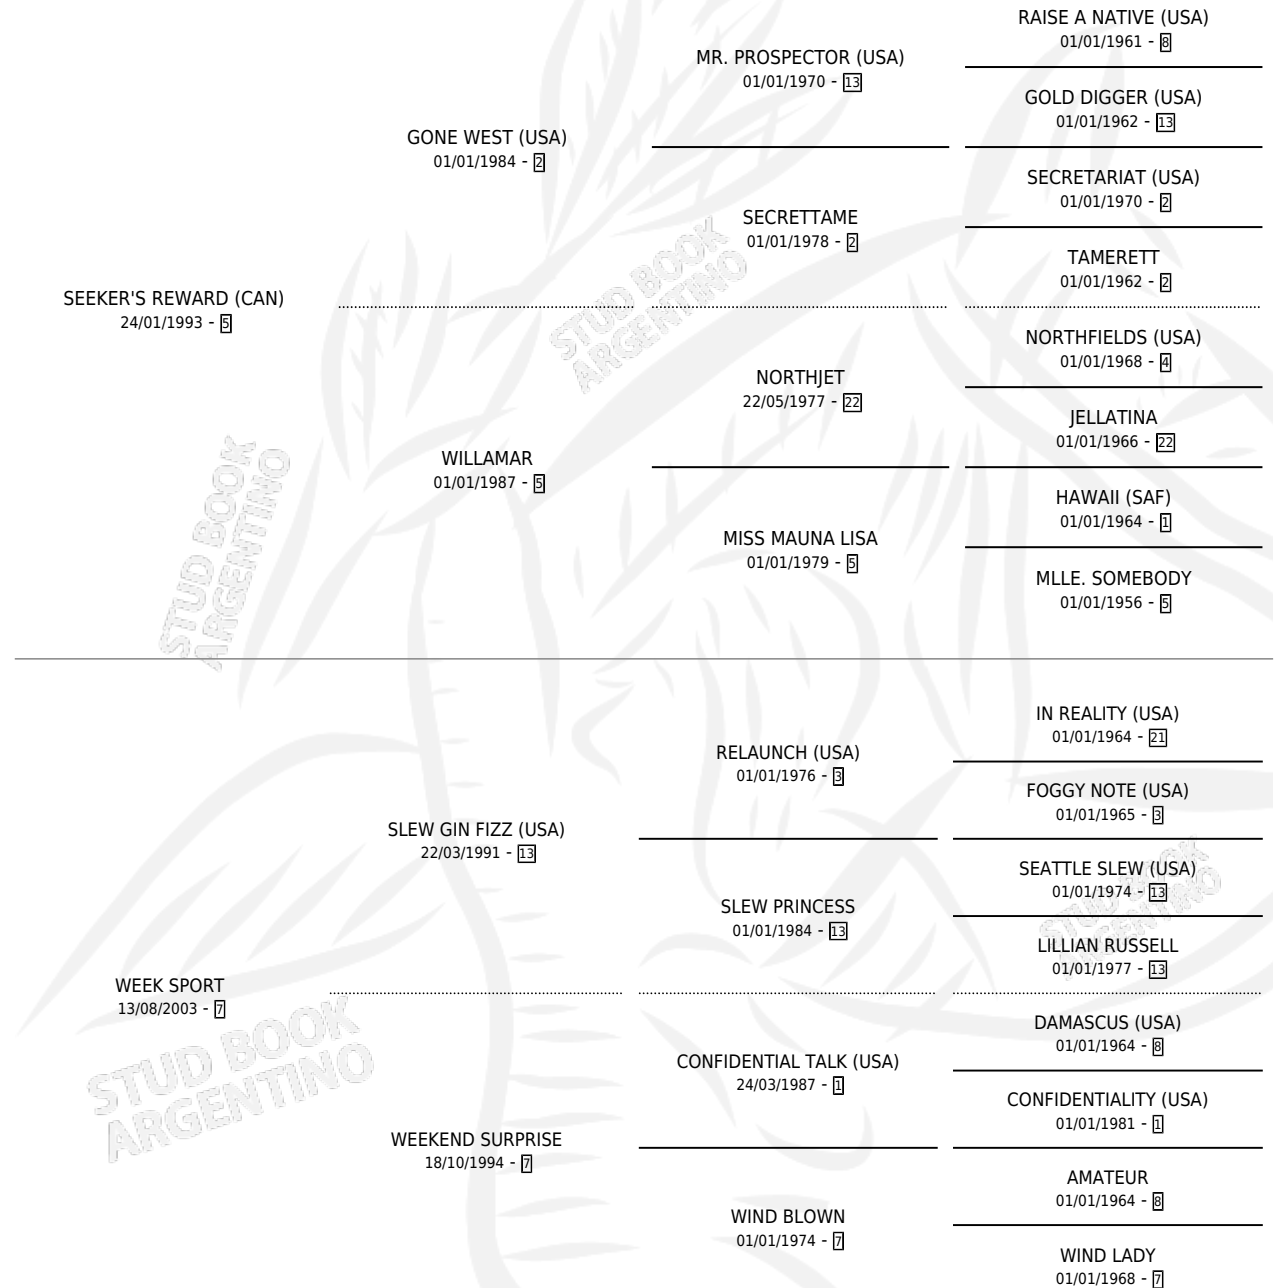 RAISE A NATIVE (USA)
01/01/1961 - 8
MR. PROSPECTOR (USA)
01/01/1970 - 13
GOLD DIGGER (USA)
01/01/1962 - 13
GONE WEST (USA)
01/01/1984 - 2
SECRETARIAT (USA)
01/01/1970 - 2
SECRETTAME
01/01/1978 - 2
TAMERETT
01/01/1962 - 2
SEEKER'S REWARD (CAN)
24/01/1993 - 5
STUD BOOK
ARGENTINO
NORTHFIELDS (USA)
01/01/1968 - 4
NORTHJET
22/05/1977 - 22
JELLATINA
01/01/1966 - 22
WILLAMAR
01/01/1987 - 5
HAWAII (SAF)
01/01/1964 - 1
MISS MAUNA LISA
01/01/1979 - 5
MLLE. SOMEBODY
01/01/1956 - 5
STUD BOOK
ARGENTINO
IN REALITY (USA)
01/01/1964 - 21
RELAUNCH (USA)
01/01/1976 - 3
FOGGY NOTE (USA)
01/01/1965 - 3
SLEW GIN FIZZ (USA)
22/03/1991 - 13
SEATTLE SLEW (USA)
01/01/1974 - 13
SLEW PRINCESS
01/01/1984 - 13
STUD BOOK
ARGENTINO
LILLIAN RUSSELL
01/01/1977 - 13
WEEK SPORT
13/08/2003 - 7
STUD BOOK
ARGENTINO
DAMASCUS (USA)
01/01/1964 - 8
CONFIDENTIAL TALK (USA)
24/03/1987 - 1
CONFIDENTIALITY (USA)
01/01/1981 - 1
WEEKEND SURPRISE
18/10/1994 - 7
AMATEUR
01/01/1964 - 8
WIND BLOWN
01/01/1974 - 7
WIND LADY
01/01/1968 - 7